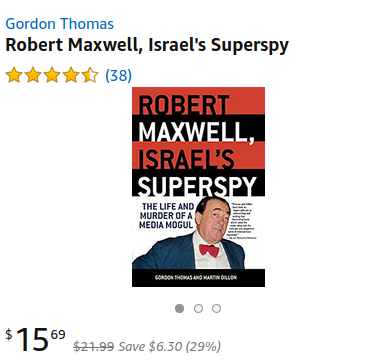 Gordon Thomas
Robert Maxwell, Israel's Superspy
(38)
ROBERT
MAXWELL,
ISRAEL'S
SUPERSPY
THE LIFE AND
MURDER OF A
MEDIA MOGUL
GORDON THOMAS AND MARTIN DILLON
$15 69 $21.99 Save $6.30 (29%)